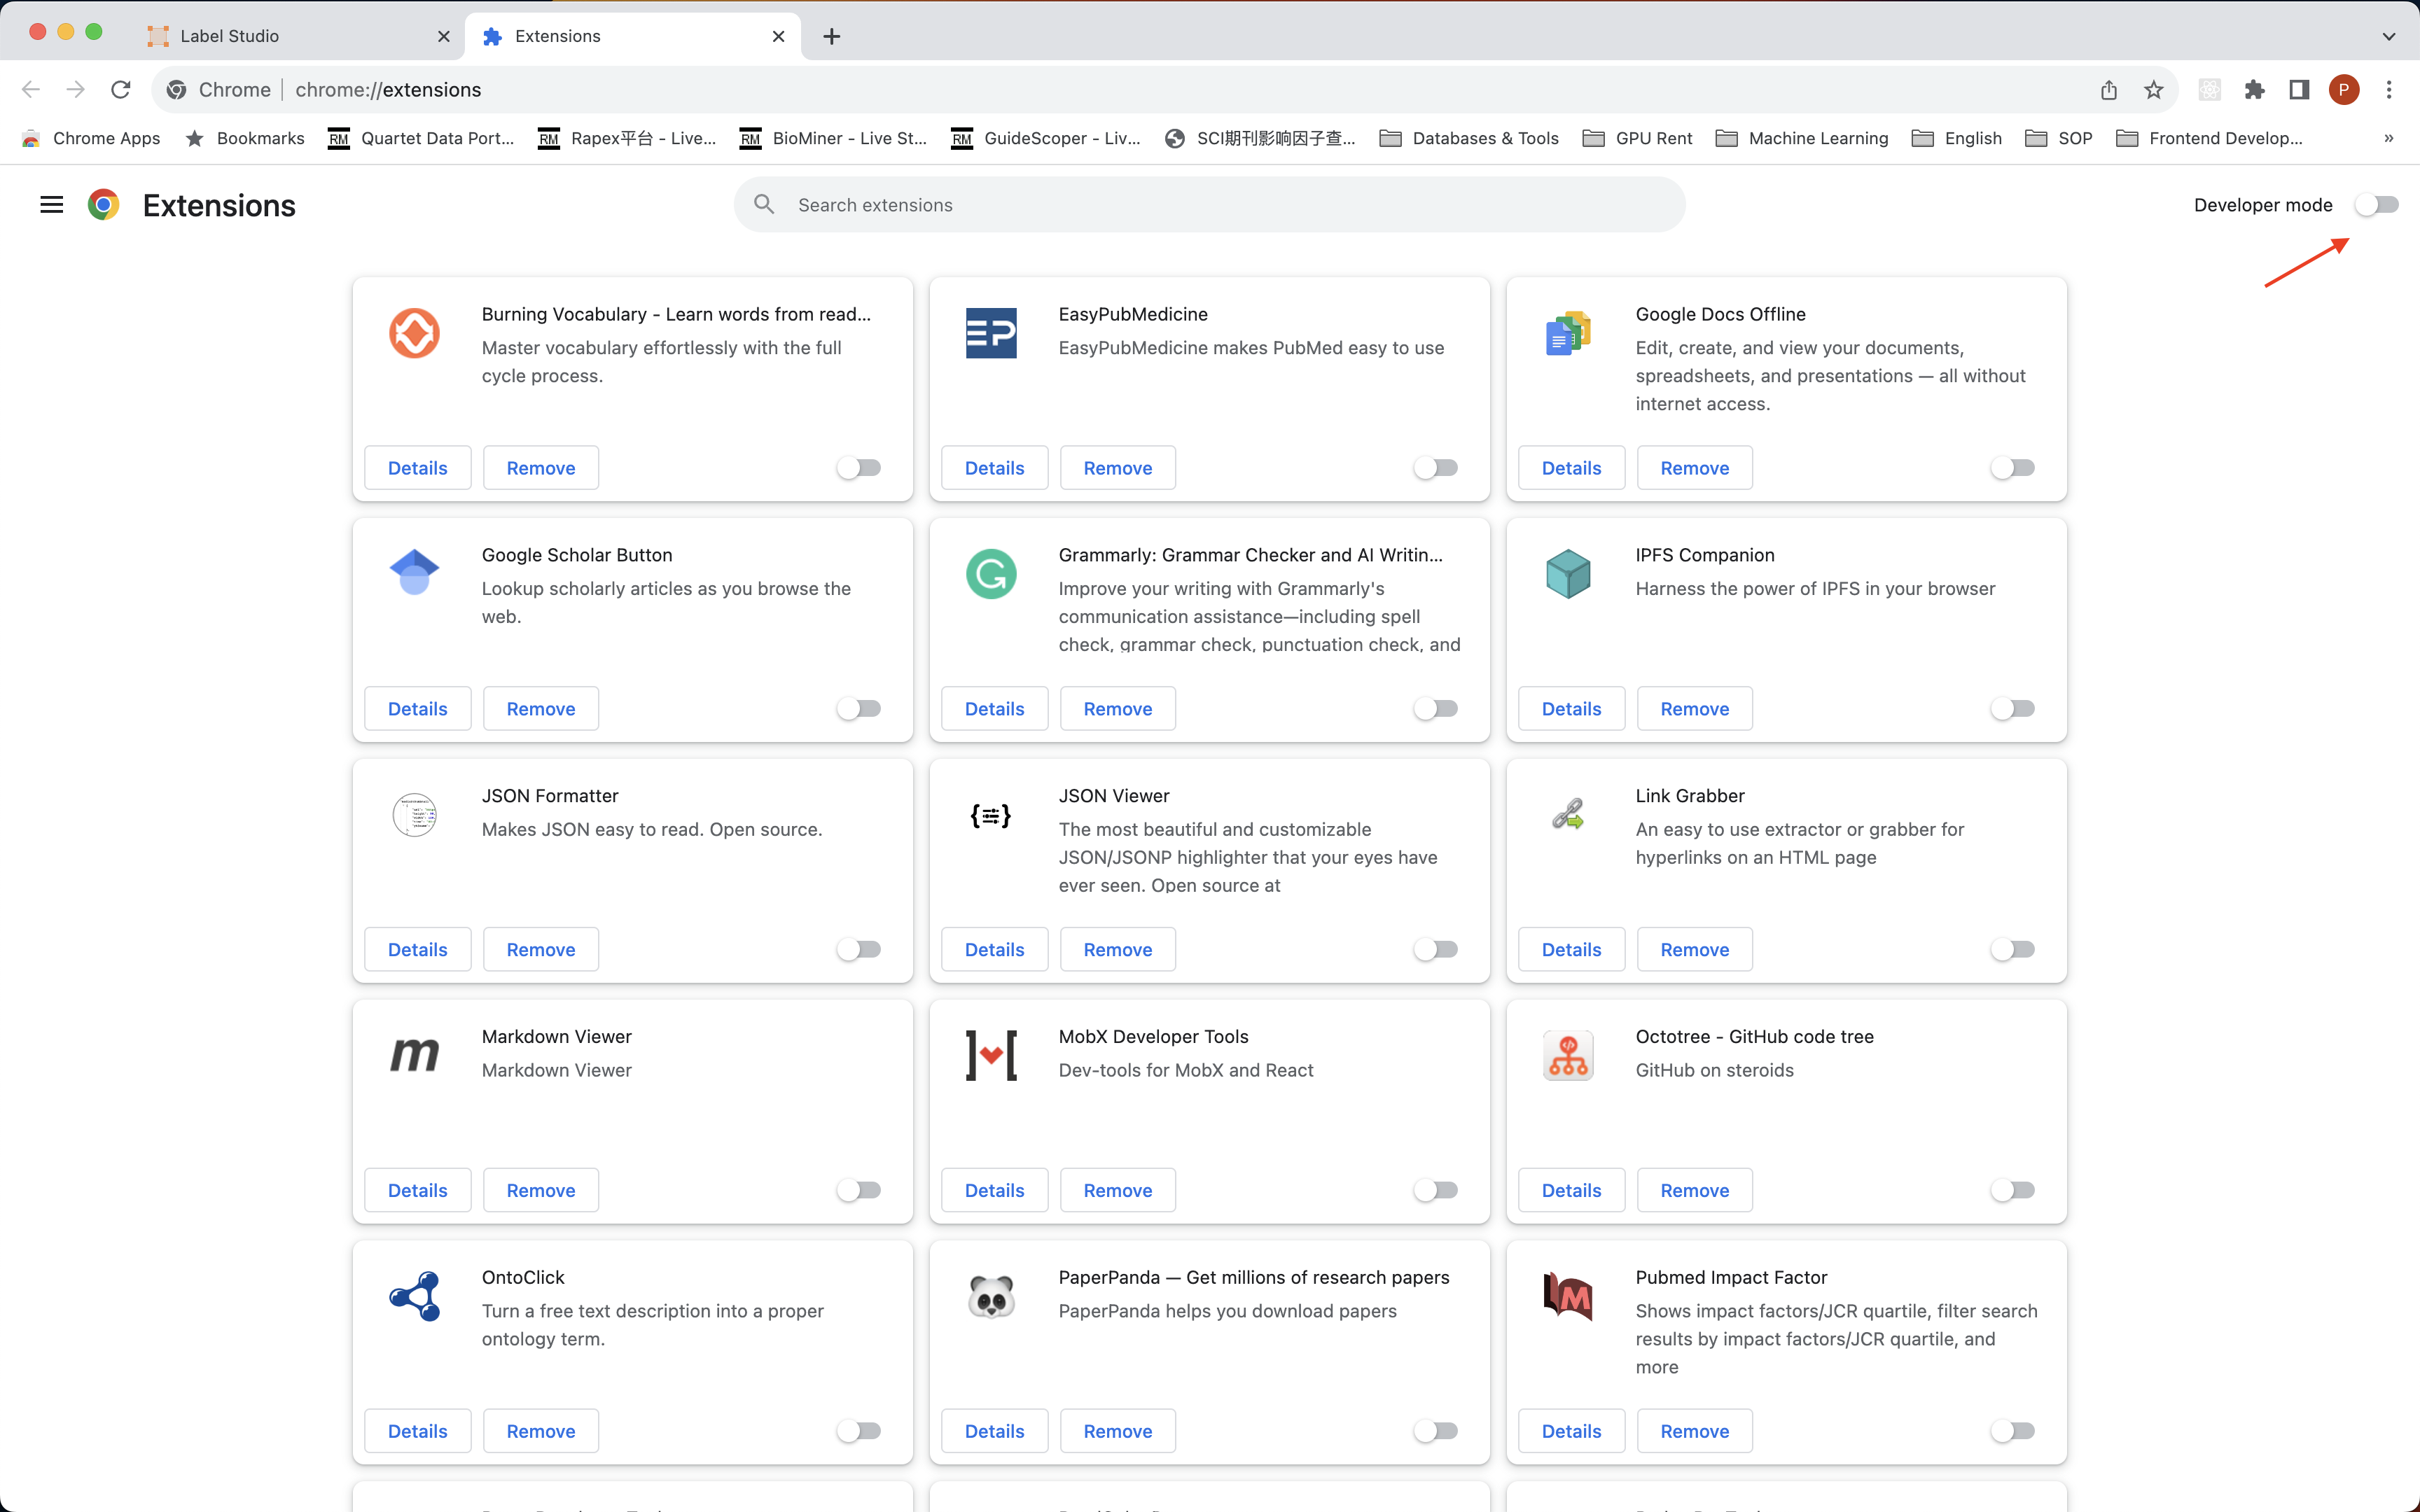 Label Studio
Extensions
Chrome
chrome://extensions
P
Chrome Apps
Bookmarks
RM
Quartet Data Port...
RM
Rapex平台 - Live...
RM
BioMiner - Live St...
RM
GuideScoper - Liv...
SCI期刊影响因子查...
Databases & Tools
GPU Rent
Machine Learning
English
SOP
Frontend Develop...
»
Extensions
Search extensions
Developer mode
Burning Vocabulary - Learn words from read...
Master vocabulary effortlessly with the full
cycle process.
Details
Remove
EP
EasyPubMedicine
EasyPubMedicine makes PubMed easy to use
Details
Remove
Google Docs Offline
Edit, create, and view your documents,
spreadsheets, and presentations — all without
internet access.
Details
Remove
Google Scholar Button
Lookup scholarly articles as you browse the
web.
Details
Remove
G
Grammarly: Grammar Checker and AI Writin...
Improve your writing with Grammarly's
communication assistance—including spell
check, grammar check, punctuation check, and
Details
Remove
IPFS Companion
Harness the power of IPFS in your browser
Details
Remove
JSON Formatter
Makes JSON easy to read. Open source.
Details
Remove
JSON Viewer
The most beautiful and customizable
JSON/JSONP highlighter that your eyes have
ever seen. Open source at
Details
Remove
Link Grabber
An easy to use extractor or grabber for
hyperlinks on an HTML page
Details
Remove
m
Markdown Viewer
Markdown Viewer
Details
Remove
MobX Developer Tools
Dev-tools for MobX and React
Details
Remove
Octotree - GitHub code tree
GitHub on steroids
Details
Remove
OntoClick
Turn a free text description into a proper
ontology term.
Details
Remove
PaperPanda — Get millions of research papers
PaperPanda helps you download papers
Details
Remove
M
Pubmed Impact Factor
Shows impact factors/JCR quartile, filter search
results by impact factors/JCR quartile, and
more
Details
Remove